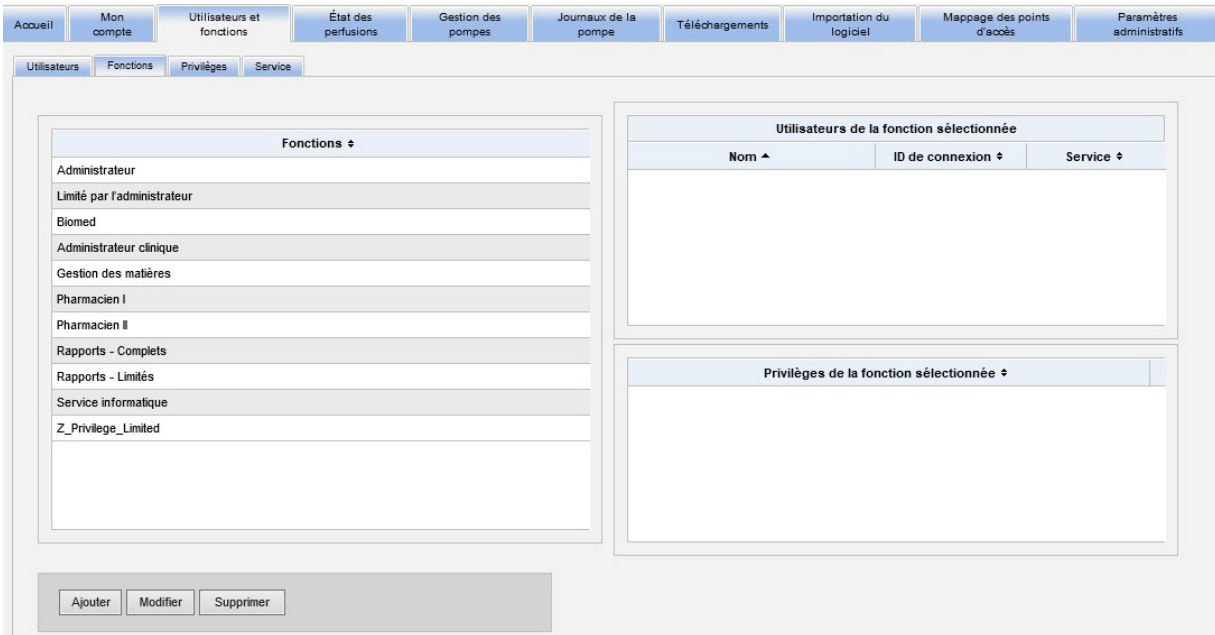 Accueil
Mon compte
Utilisateurs et fonctions
État des perfusions
Gestion des pompes
Journaux de la pompe
Téléchargements
Importation du logiciel
Mappage des points d'accès
Paramètres administratifs
Utilisateurs
Fonctions
Privilèges
Service
Fonctions
Administrateur
Limité par l'administrateur
Biomed
Administrateur clinique
Gestion des matières
Pharmacien I
Pharmacien II
Rapports - Complets
Rapports - Limités
Service informatique
Z_Privilege_Limited
Utilisateurs de la fonction sélectionnée
Nom
ID de connexion
Service
Privilèges de la fonction sélectionnée
Ajouter
Modifier
Supprimer